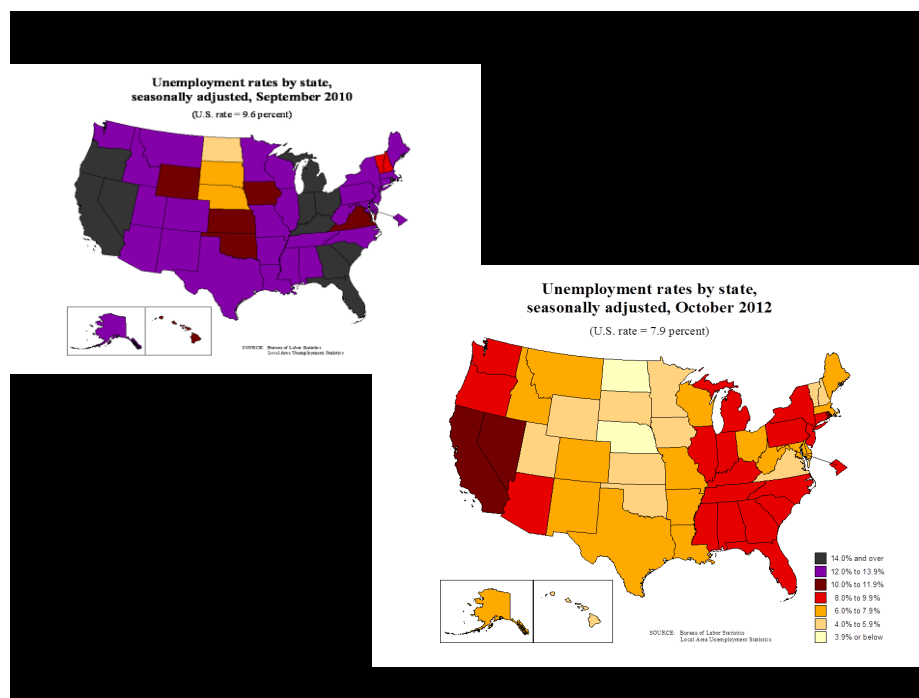 Unemployment rates by state,
seasonally adjusted, September 2010
(U.S. rate = 9.6 percent)
SOURCE: Bureau of Labor Statistics
Local Area Unemployment Statistics
Unemployment rates by state,
seasonally adjusted, October 2012
(U.S. rate = 7.9 percent)
14.0% and over
12.0% to 13.9%
10.0% to 11.9%
8.0% to 9.9%
6.0% to 7.9%
4.0% to 5.9%
3.9% or below
SOURCE: Bureau of Labor Statistics
Local Area Unemployment Statistics